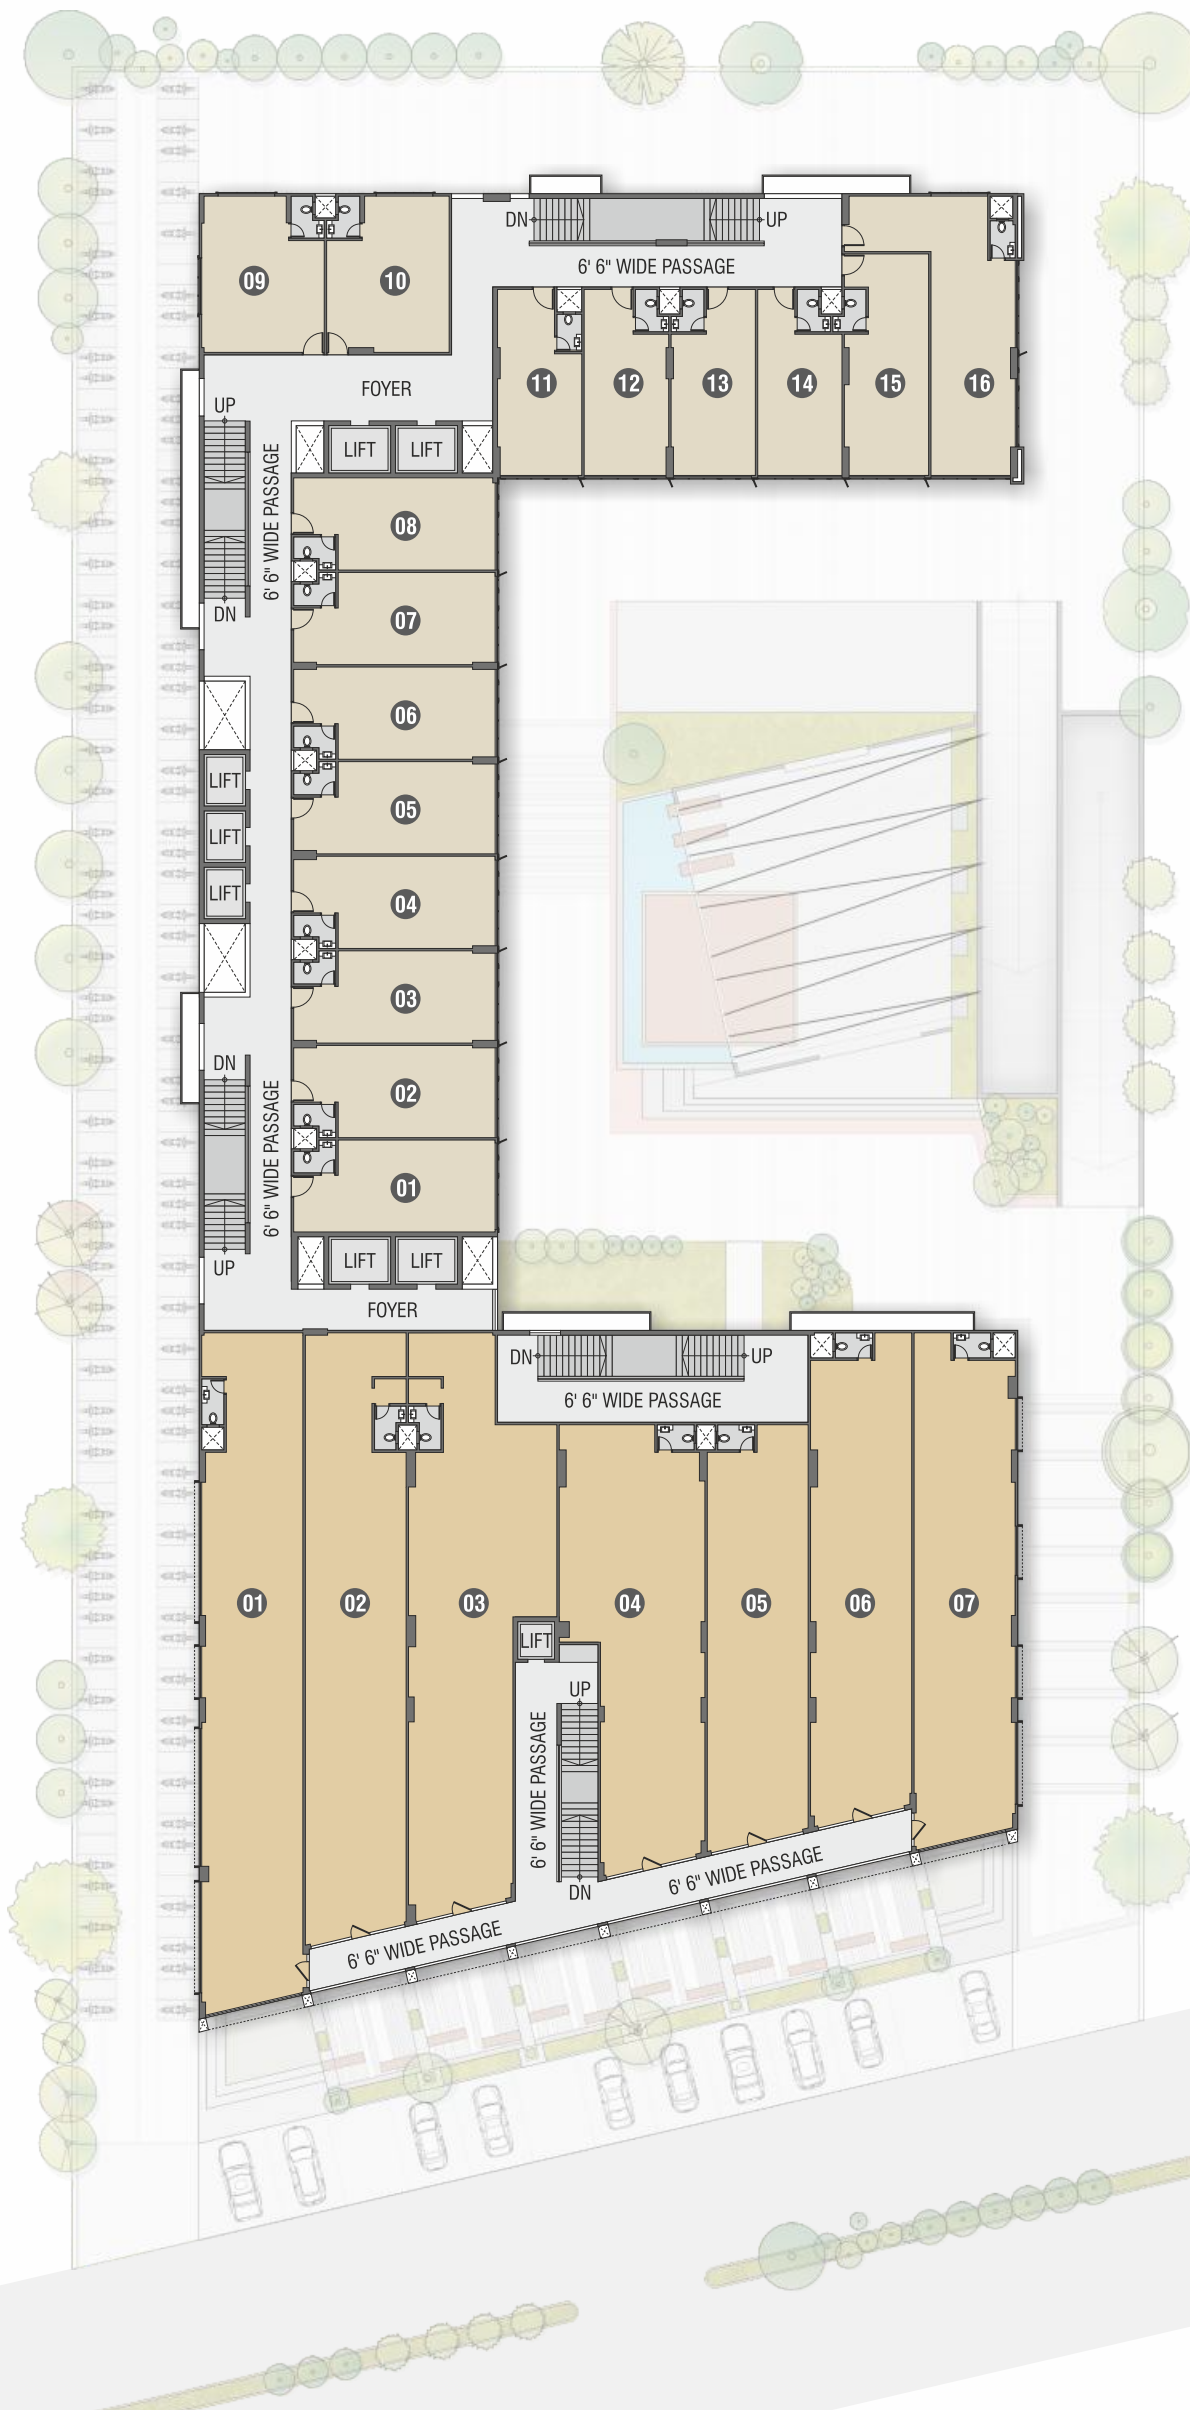 DN
UP
6' 6" WIDE PASSAGE
09
10
FOYER
11
12
13
14
15
16
UP
LIFT
LIFT
6' 6" WIDE PASSAGE
08
DN
07
06
LIFT
05
LIFT
LIFT
04
03
DN
02
6' 6" WIDE PASSAGE
01
UP
LIFT
LIFT
FOYER
DN
UP
6' 6" WIDE PASSAGE
01
02
03
04
05
06
07
LIFT
UP
6' 6" WIDE PASSAGE
DN
6' 6" WIDE PASSAGE
6' 6" WIDE PASSAGE